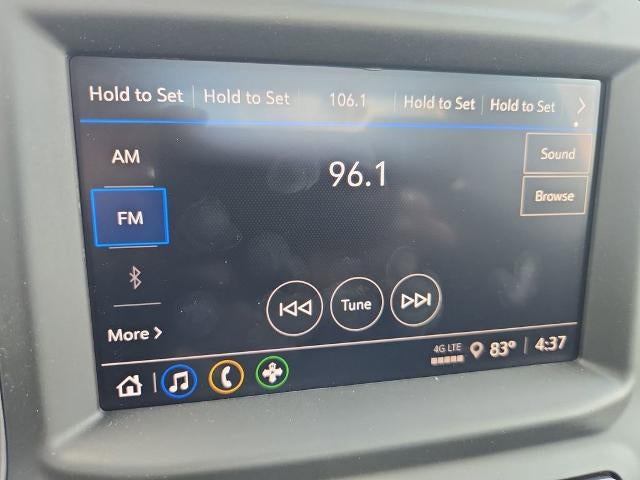 Hold to Set Hold to Set 106.1 Hold to Set Hold to Set
AM
96.1
Sound
FM
Browse
Tune
More
4G LTE 83° 4:37